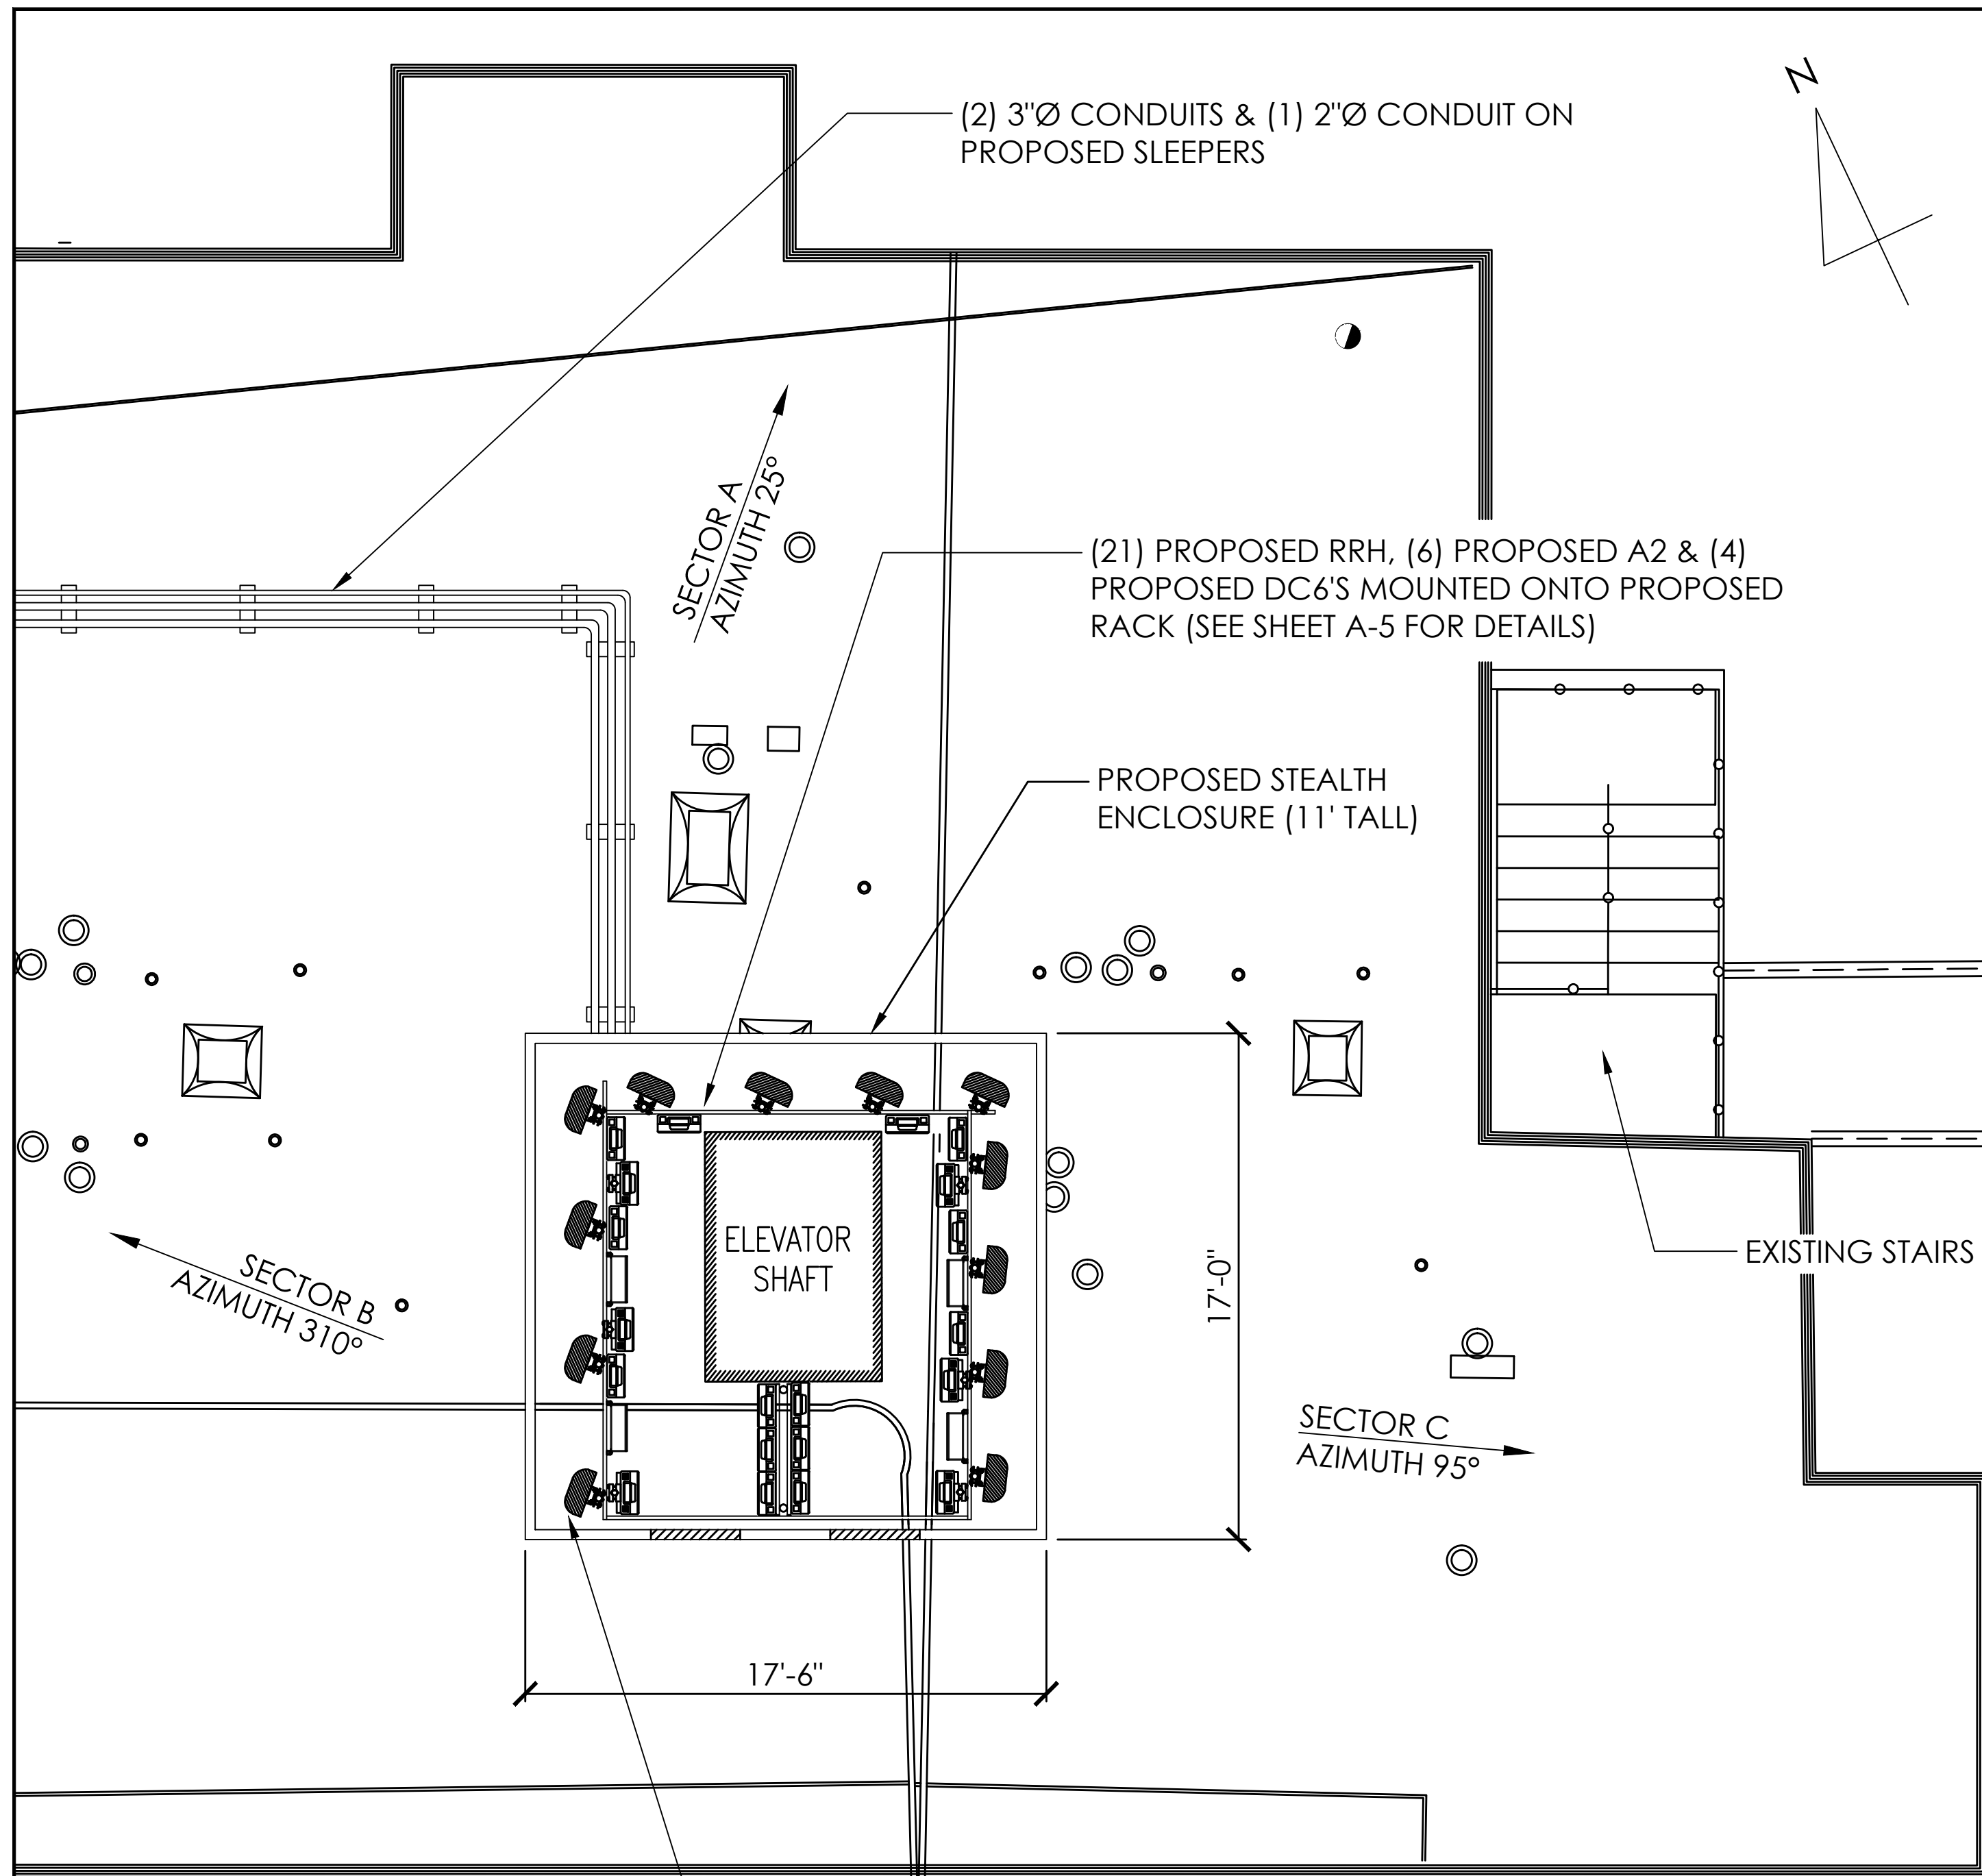 N
(2) 3"Ø CONDUITS & (1) 2"Ø CONDUIT ON
PROPOSED SLEEPERS
SECTOR A
AZIMUTH 25°
(21) PROPOSED RRH, (6) PROPOSED A2 & (4)
PROPOSED DC6'S MOUNTED ONTO PROPOSED
RACK (SEE SHEET A-5 FOR DETAILS)
PROPOSED STEALTH
ENCLOSURE (11' TALL)
ELEVATOR
SHAFT
17'-0"
EXISTING STAIRS
SECTOR B
AZIMUTH 310°
SECTOR C
AZIMUTH 95°
17'-6"